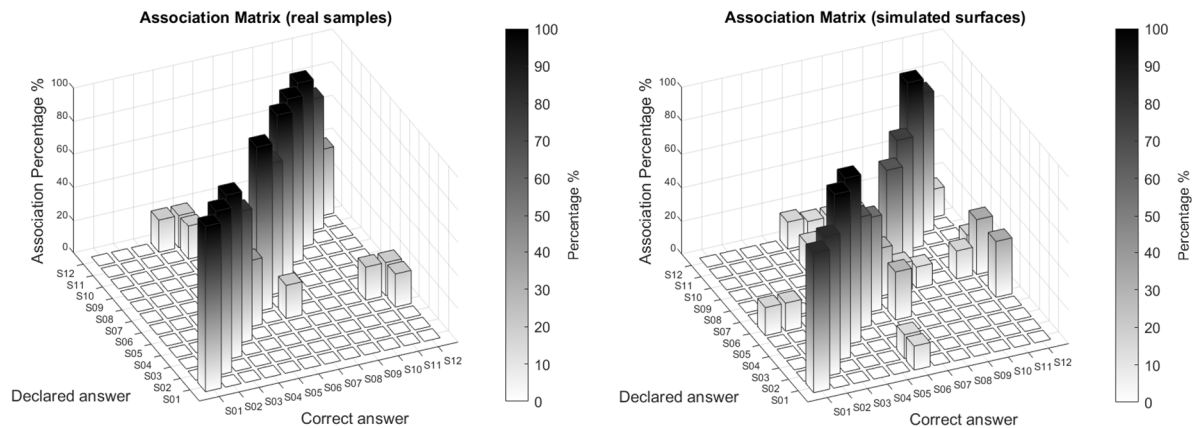 Association Matrix (real samples)
Association Percentage %
100
80
60
40
20
0
S12
S11
S10
S09
S08
S07
S06
S05
S04
S03
S02
S01
Declared answer
S01
S02
S03
S04
S05
S06
S07
S08
S09
S10
S11
S12
Correct answer
100
90
80
70
60
50
40
30
20
10
0
Percentage %
Association Matrix (simulated surfaces)
Association Percentage %
100
80
60
40
20
0
S12
S11
S10
S09
S08
S07
S06
S05
S04
S03
S02
S01
Declared answer
S01
S02
S03
S04
S05
S06
S07
S08
S09
S10
S11
S12
Correct answer
100
90
80
70
60
50
40
30
20
10
0
Percentage %